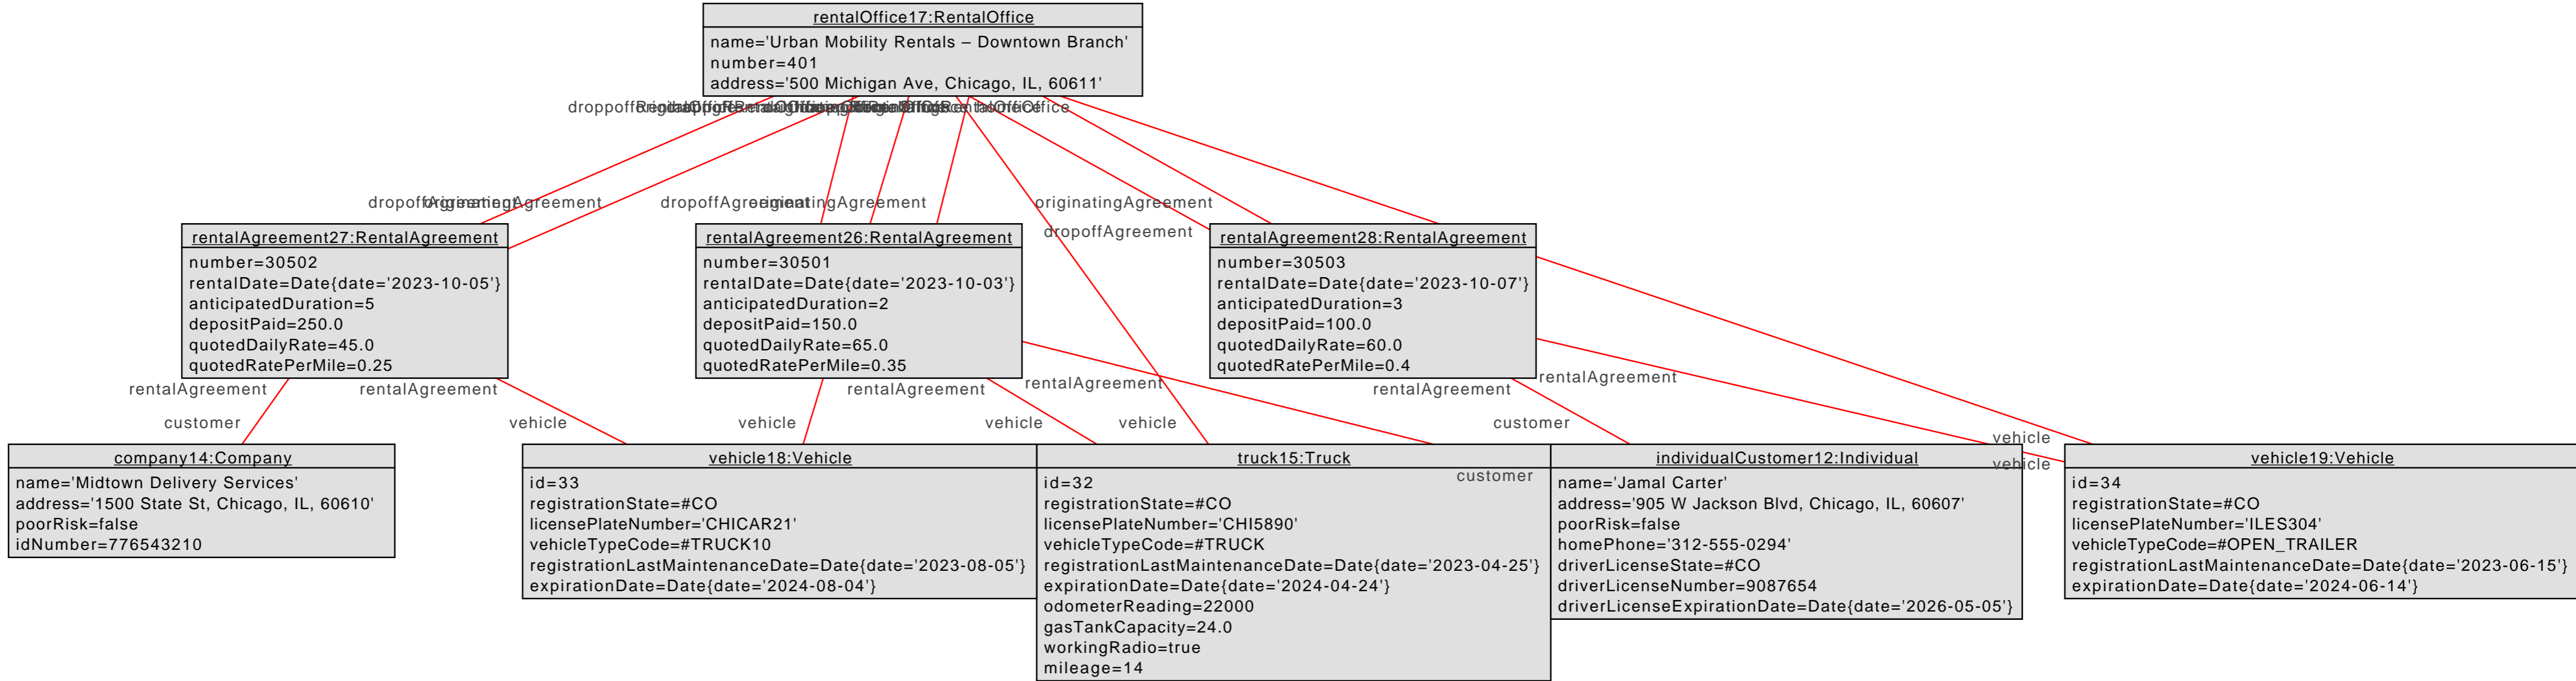 rentalOffice17:RentalOffice
name='Urban Mobility Rentals – Downtown Branch'
number=401
address='500 Michigan Ave, Chicago, IL, 60611'
dropoffAgreement
originatingAgreement
dropoffAgreement
originatingAgreement
originatingAgreement
dropoffAgreement
rentalAgreement27:RentalAgreement
number=30502
rentalDate=Date{date='2023-10-05'}
anticipatedDuration=5
depositPaid=250.0
quotedDailyRate=45.0
quotedRatePerMile=0.25
rentalAgreement26:RentalAgreement
number=30501
rentalDate=Date{date='2023-10-03'}
anticipatedDuration=2
depositPaid=150.0
quotedDailyRate=65.0
quotedRatePerMile=0.35
rentalAgreement28:RentalAgreement
number=30503
rentalDate=Date{date='2023-10-07'}
anticipatedDuration=3
depositPaid=100.0
quotedDailyRate=60.0
quotedRatePerMile=0.4
rentalAgreement
rentalAgreement
rentalAgreement
rentalAgreement
rentalAgreement
rentalAgreement
customer
vehicle
vehicle
vehicle
vehicle
customer
vehicle
vehicle
customer
company14:Company
name='Midtown Delivery Services'
address='1500 State St, Chicago, IL, 60610'
poorRisk=false
idNumber=776543210
vehicle18:Vehicle
id=33
registrationState=#CO
licensePlateNumber='CHICAR21'
vehicleTypeCode=#TRUCK10
registrationLastMaintenanceDate=Date{date='2023-08-05'}
expirationDate=Date{date='2024-08-04'}
truck15:Truck
id=32
registrationState=#CO
licensePlateNumber='CHI5890'
vehicleTypeCode=#TRUCK
registrationLastMaintenanceDate=Date{date='2023-04-25'}
expirationDate=Date{date='2024-04-24'}
odometerReading=22000
gasTankCapacity=24.0
workingRadio=true
mileage=14
individualCustomer12:Individual
name='Jamal Carter'
address='905 W Jackson Blvd, Chicago, IL, 60607'
poorRisk=false
homePhone='312-555-0294'
driverLicenseState=#CO
driverLicenseNumber=9087654
driverLicenseExpirationDate=Date{date='2026-05-05'}
vehicle19:Vehicle
id=34
registrationState=#CO
licensePlateNumber='ILES304'
vehicleTypeCode=#OPEN_TRAILER
registrationLastMaintenanceDate=Date{date='2023-06-15'}
expirationDate=Date{date='2024-06-14'}